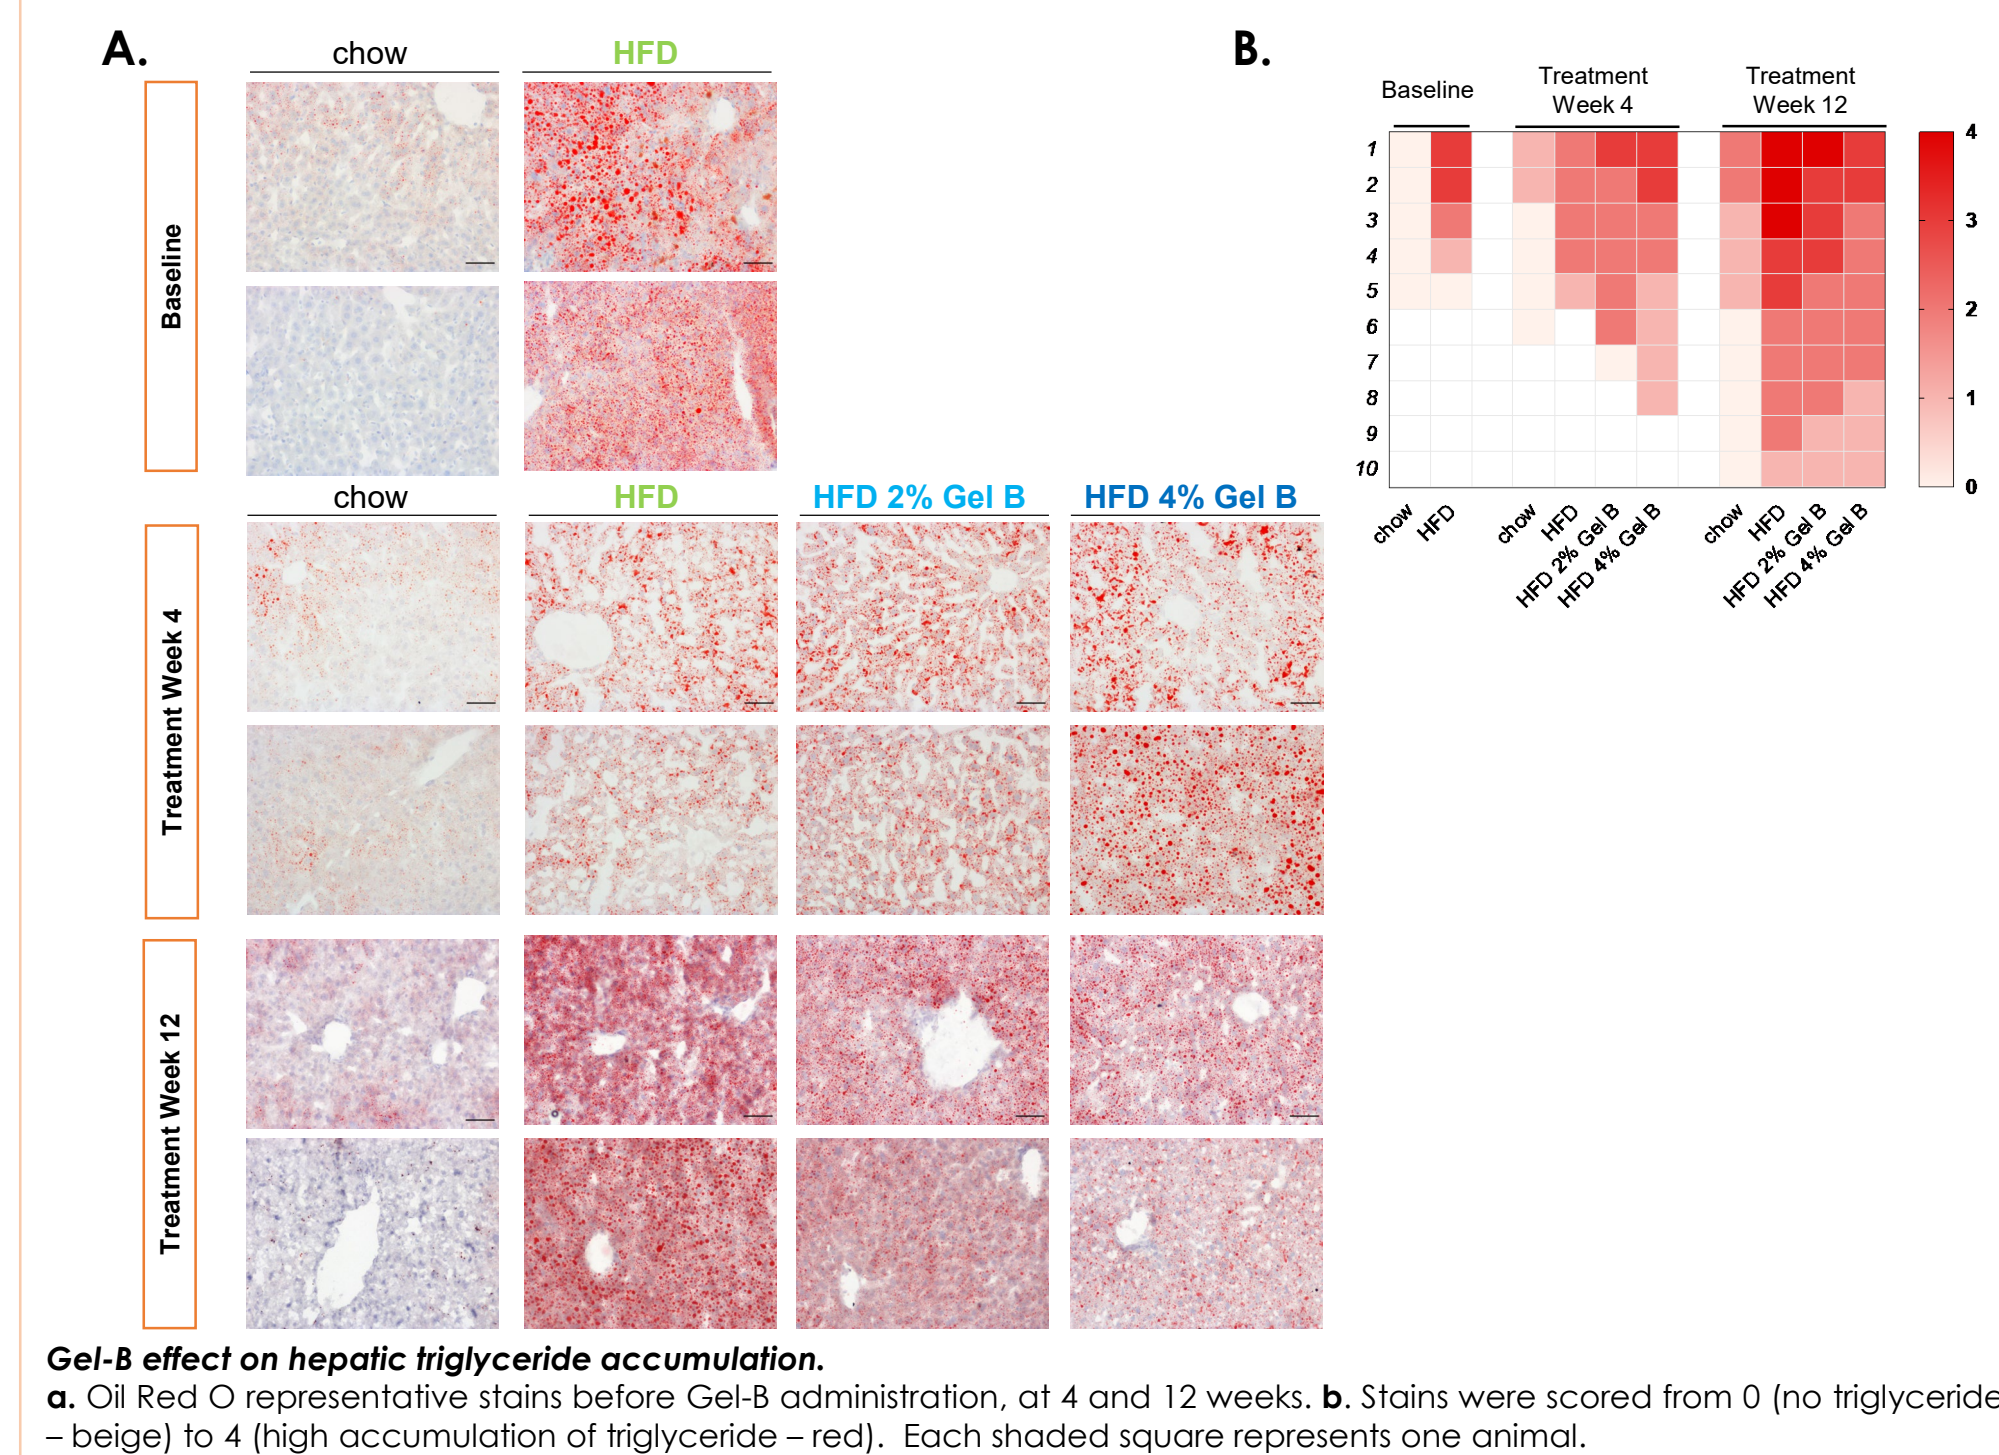 A.
chow
HFD
Baseline
chow
HFD
HFD 2% Gel B
HFD 4% Gel B
Treatment Week 4
Treatment Week 12
B.
Baseline
Treatment
Week 4
Treatment
Week 12
1
2
3
4
5
6
7
8
9
10
chow
HFD
chow
HFD
HFD 2% Gel B
HFD 4% Gel B
chow
HFD
HFD 2% Gel B
HFD 4% Gel B
4
3
2
1
0
Gel-B effect on hepatic triglyceride accumulation.
a. Oil Red O representative stains before Gel-B administration, at 4 and 12 weeks. b. Stains were scored from 0 (no triglyceride
– beige) to 4 (high accumulation of triglyceride – red). Each shaded square represents one animal.